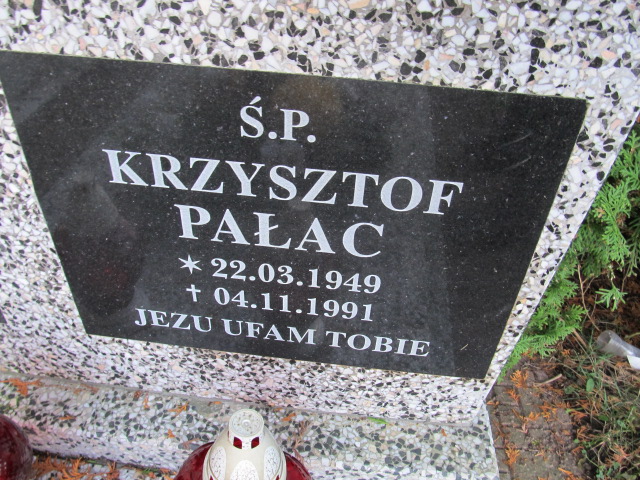 Ś.P.
KRZYSZTOF
PAŁAC
* 22.03.1949
† 04.11.1991
JEZU UFAM TOBIE